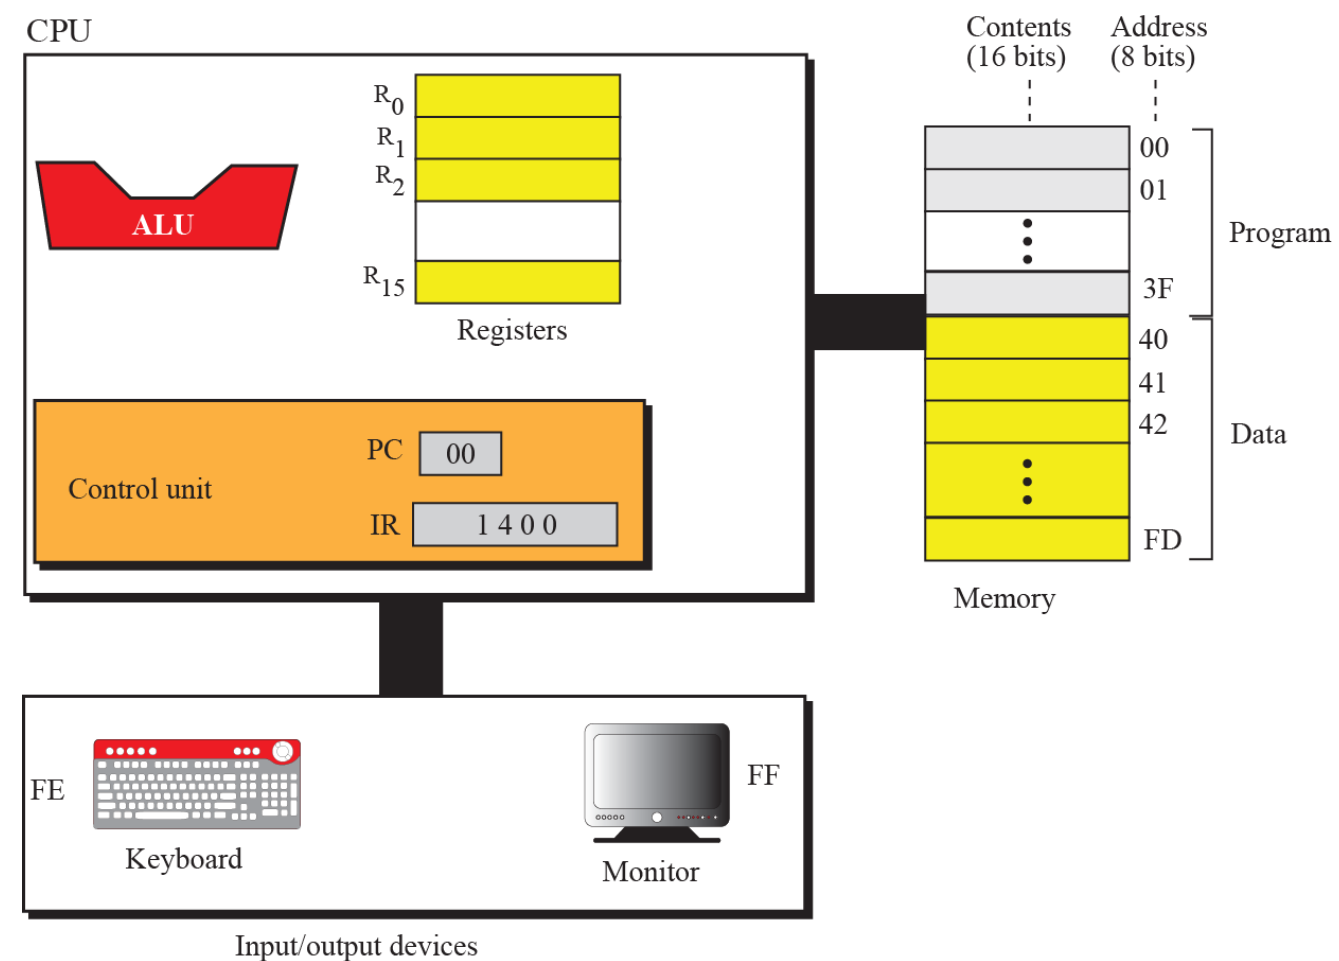 CPU
Contents
(16 bits)
Address
(8 bits)
R0
R1
R2
R15
Registers
ALU
Control unit
PC
00
IR
1 4 0 0
00
01
3F
Program
40
41
42
FD
Data
Memory
FE
Keyboard
FF
Monitor
Input/output devices